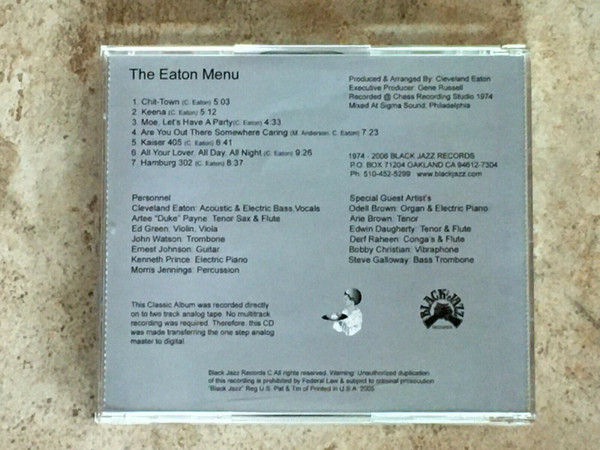 The Eaton Menu
1. Chit-Town (C. Eaton) 5:03
2. Keena (C. Eaton) 5:12
3. Moe, Let's Have A Party(C. Eaton) 4:33
4. Are You Out There Somewhere Caring (M. Anderson, C. Eaton) 7:23
5. Kaiser 405 (C. Eaton) 6:41
6. All Your Lover, All Day, All Night (C. Eaton) 9:26
7. Hamburg 302 (C. Eaton) 8:37
Produced & Arranged By: Cleveland Eaton
Executive Producer: Gene Russell
Recorded @ Chess Recording Studio 1974
Mixed At Sigma Sound, Philadelphia
1974 - 2006 BLACK JAZZ RECORDS
P.O. BOX 71204 OAKLAND CA 94612-7304
Ph: 510-452-5299 www.blackjazz.com
Personnel
Cleveland Eaton: Acoustic & Electric Bass,Vocals
Artee "Duke" Payne: Tenor Sax & Flute
Ed Green: Violin, Viola
John Watson: Trombone
Ernest Johnson: Guitar
Kenneth Prince: Electric Piano
Morris Jennings: Percussion
Special Guest Artist's
Odell Brown: Organ & Electric Piano
Arie Brown: Tenor
Edwin Daugherty: Tenor & Flute
Derf Raheen: Conga's & Flute
Bobby Christian: Vibraphone
Steve Galloway: Bass Trombone
This Classic Album was recorded directly
on to two track analog tape. No multitrack
recording was required. Therefore, this CD
was made transferring the one step analog
master to digital.
BLACK JAZZ
RECORDS
Black Jazz Records C All rights reserved. Warning: Unauthorized duplication
of this recording is prohibited by Federal Law & subject to criminal prosecution
"Black Jazz" Reg U.S. Pat & Tm of Printed in U.S.A. 2005